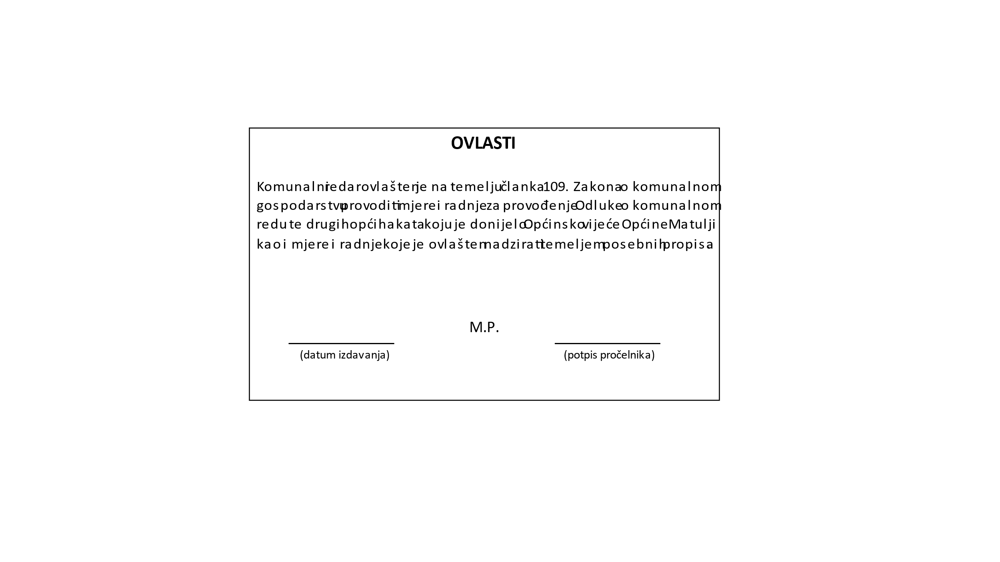 OVLASTI
Komunalni redar ovlašten je na temelju članka 109. Zakona o komunalnom
gospodarstvu provoditi mjere i radnje za provođenje Odluke o komunalnom
redu te drugih općih akata koju je donijelo Općinsko vijeće Općine Matulji
kao i mjere i radnje koje je ovlašten nadzirati temeljem posebnih propisa.
M.P.
(datum izdavanja) (potpis pročelnika)